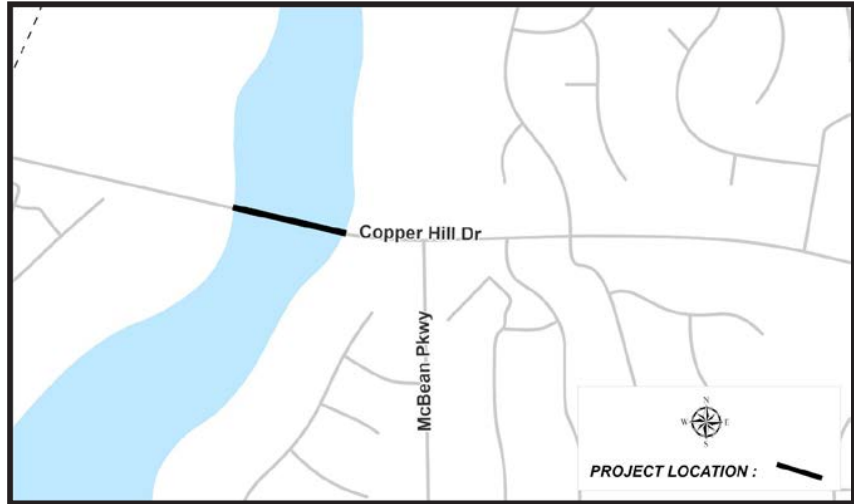 Copper Hill Dr
McBean Pkwy
N
W E
S
PROJECT LOCATION :